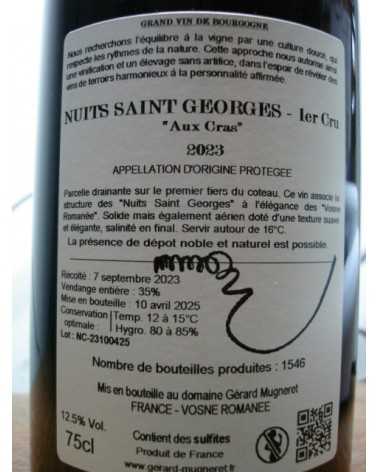 GRAND VIN DE BOURGOGNE
Nous recherchons l'équilibre à la vigne par une culture douce, qui
respecte les rythmes de la nature. Cette approche nous autorise ainsi
une vinification et un élevage sans artifice, dans l'espoir de révéler des
vins de terroirs harmonieux à la personnalité affirmée.
NUITS SAINT GEORGES - 1er Cru
"Aux Cras"
2023
APPELLATION D'ORIGINE PROTEGEE
Parcelle drainante sur le premier tiers du coteau. Ce vin associe la
structure des "Nuits Saint Georges" à l'élégance des "Vosne
Romanée". Solide mais également aérien doté d'une texture suave
et élégante, salinité en final. Servir autour de 16°C.
La présence de dépot noble et naturel est possible.
Récolté : 7 septembre 2023
Vendange entière : 35%
Mise en bouteille : 10 avril 2025
Conservation Temp. 12 à 15°C
optimale : Hygro. 80 à 85%
Lot : NC-23100425
Nombre de bouteilles produites : 1546
Mis en bouteille au domaine Gérard Mugneret
FRANCE - VOSNE ROMANEE
12.5% Vol.
75cl
Contient des sulfites
Produit de France
www.gerard-mugneret.fr